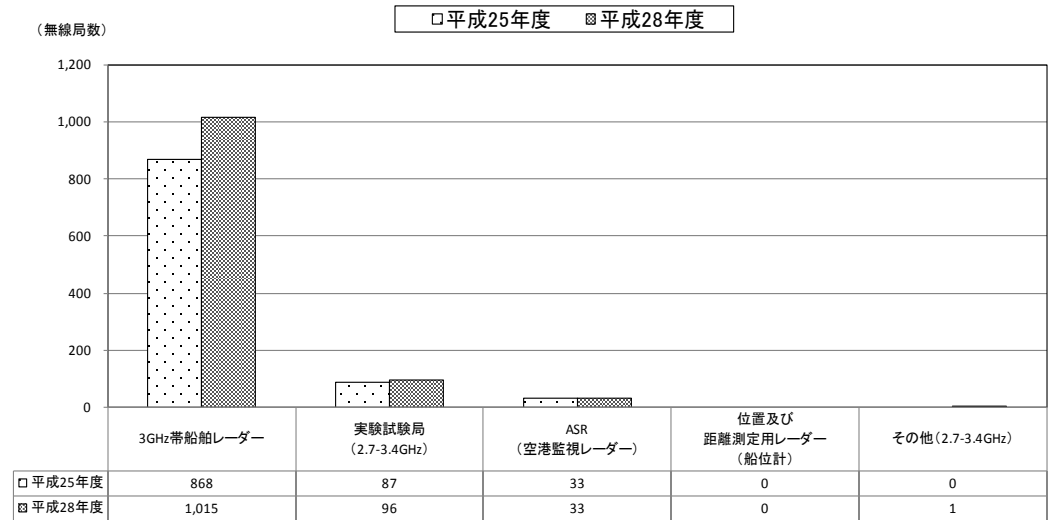 □平成25年度 ▩平成28年度
（無線局数）
1,200
1,000
800
600
400
200
0
3GHz帯船舶レーダー
実験試験局
（2.7-3.4GHz）
ASR
（空港監視レーダー）
位置及び
距離測定用レーダー
（船位計）
その他（2.7-3.4GHz）
□平成25年度 868 87 33 0 0
▩平成28年度 1,015 96 33 0 1